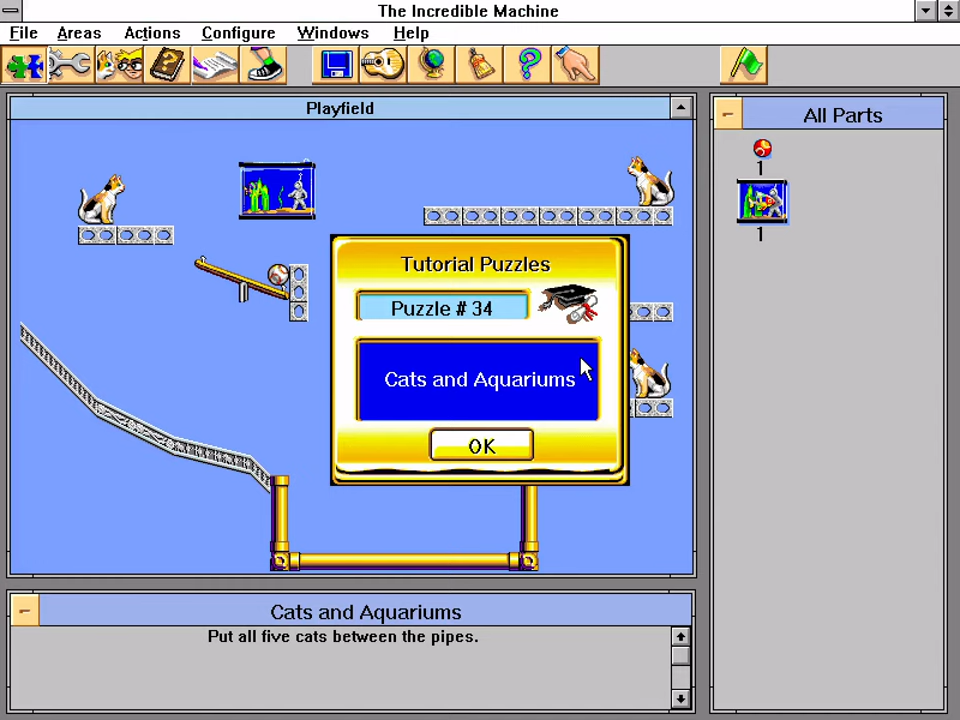 The Incredible Machine
File Areas Actions Configure Windows Help
Playfield
All Parts
1
1
Tutorial Puzzles
Puzzle # 34
Cats and Aquariums
OK
Cats and Aquariums
Put all five cats between the pipes.